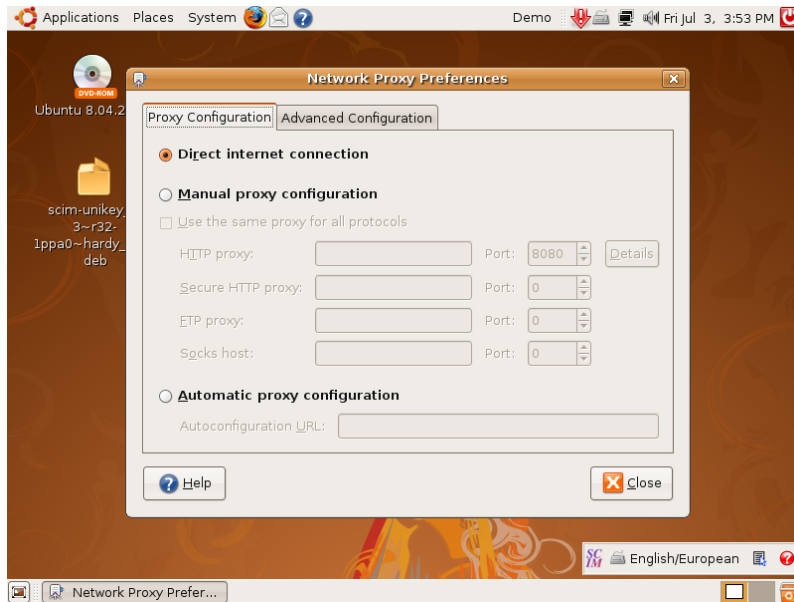 Applications Places System Demo Fri Jul 3, 3:53 PM
DVD-ROM
Ubuntu 8.04.2
scim-unikey_
3~r32-
1ppa0~hardy_
deb
Network Proxy Preferences
Proxy Configuration Advanced Configuration
Direct internet connection
Manual proxy configuration
Use the same proxy for all protocols
HTTP proxy: Port: 8080 Details
Secure HTTP proxy: Port: 0
FTP proxy: Port: 0
Socks host: Port: 0
Automatic proxy configuration
Autoconfiguration URL:
Help Close
SCIM English/European
Network Proxy Prefer...